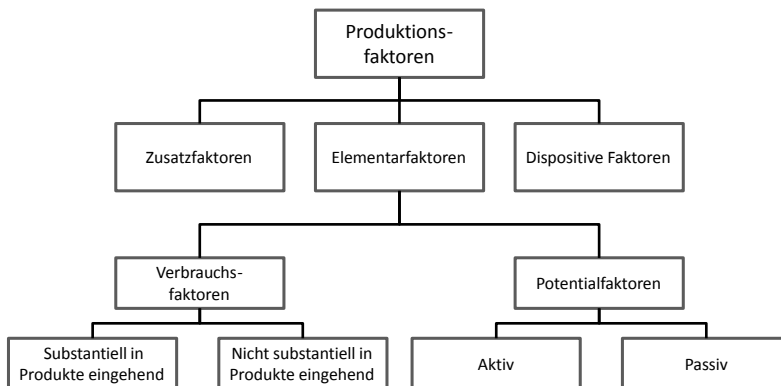 Produktions-
faktoren
Zusatzfaktoren
Elementarfaktoren
Dispositive Faktoren
Verbrauchs-
faktoren
Potentialfaktoren
Substantiell in
Produkte eingehend
Nicht substantiell in
Produkte eingehend
Aktiv
Passiv